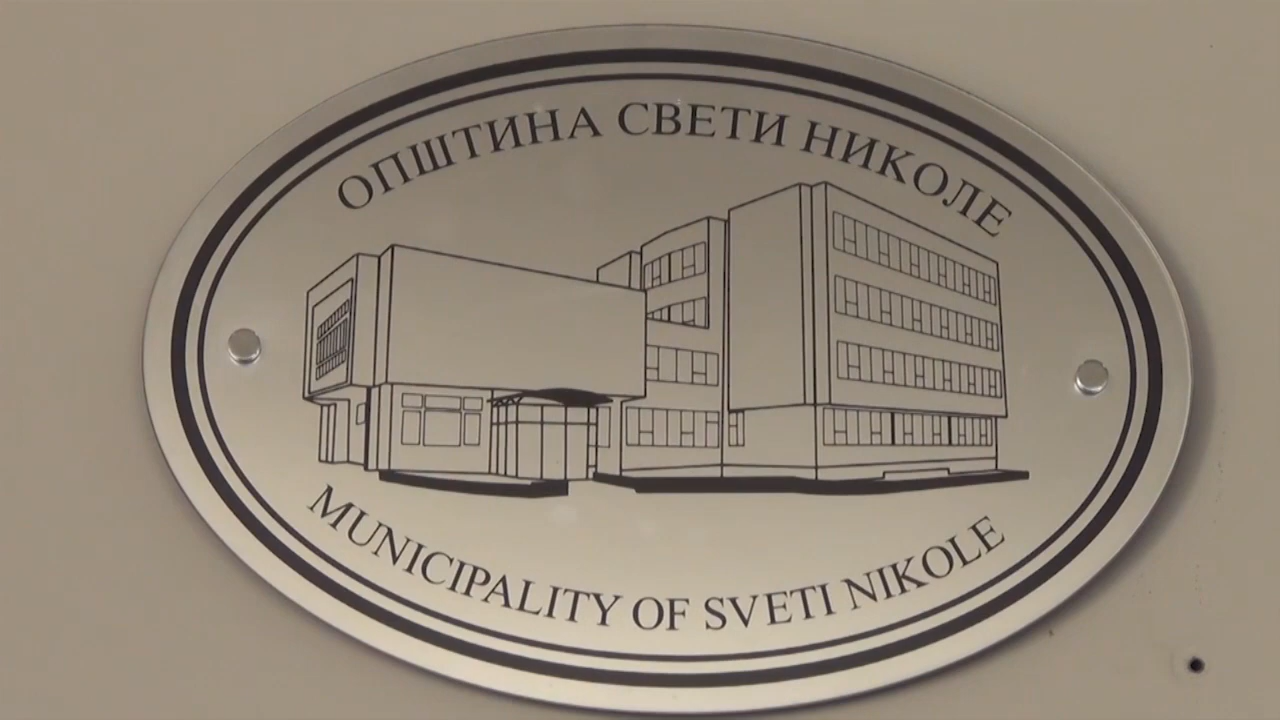 ОПШТИНА СВЕТИ НИКОЛЕ
MUNICIPALITY OF SVETI NIKOLE